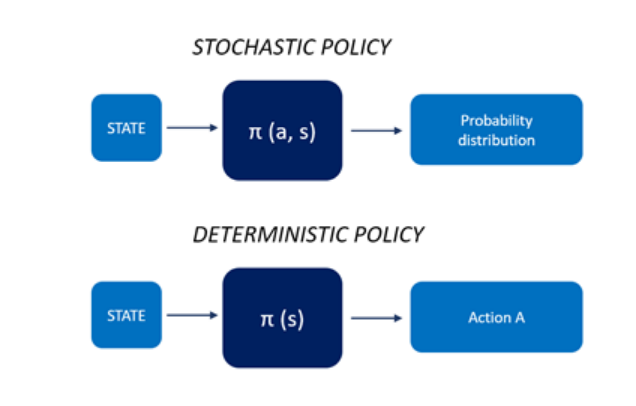 STOCHASTIC POLICY
STATE
π (a, s)
Probability
distribution
DETERMINISTIC POLICY
STATE
π (s)
Action A